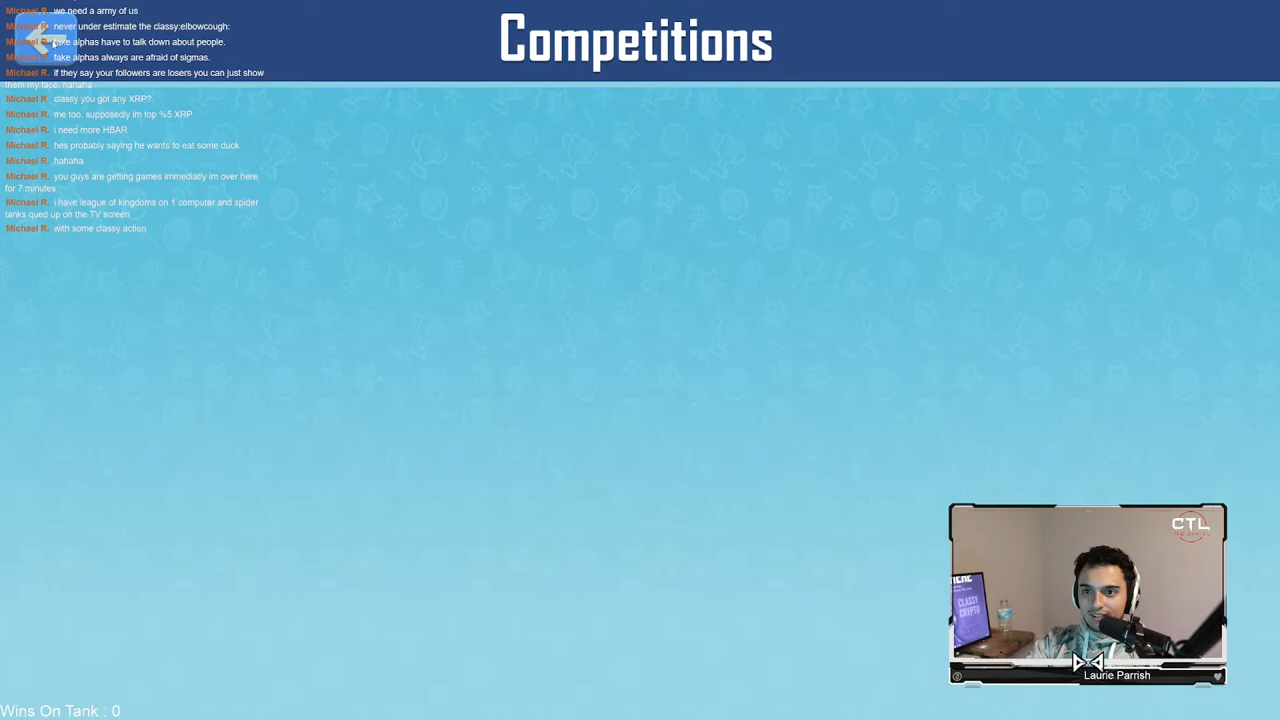 Michael R. we need a army of us
Michael R. never under estimate the classy:elbowcough:
Michael R. fake alphas have to talk down about people.
Michael R. fake alphas always are afraid of sigmas.
Michael R. If they say your followers are losers you can just show
them my face. hahaha
Michael R. classy you got any XRP?
Michael R. me too. supposedly im top %5 XRP
Michael R. i need more HBAR
Michael R. hes probably saying he wants to eat some duck
Michael R. hahaha
Michael R. you guys are getting games immediatly im over here
for 7 minutes
Michael R. i have league of kingdoms on 1 computer and spider
tanks qued up on the TV screen
Michael R. with some classy action
Competitions
CTL
CLASSY
CRYPTO
Laurie Parrish
Wins On Tank : 0